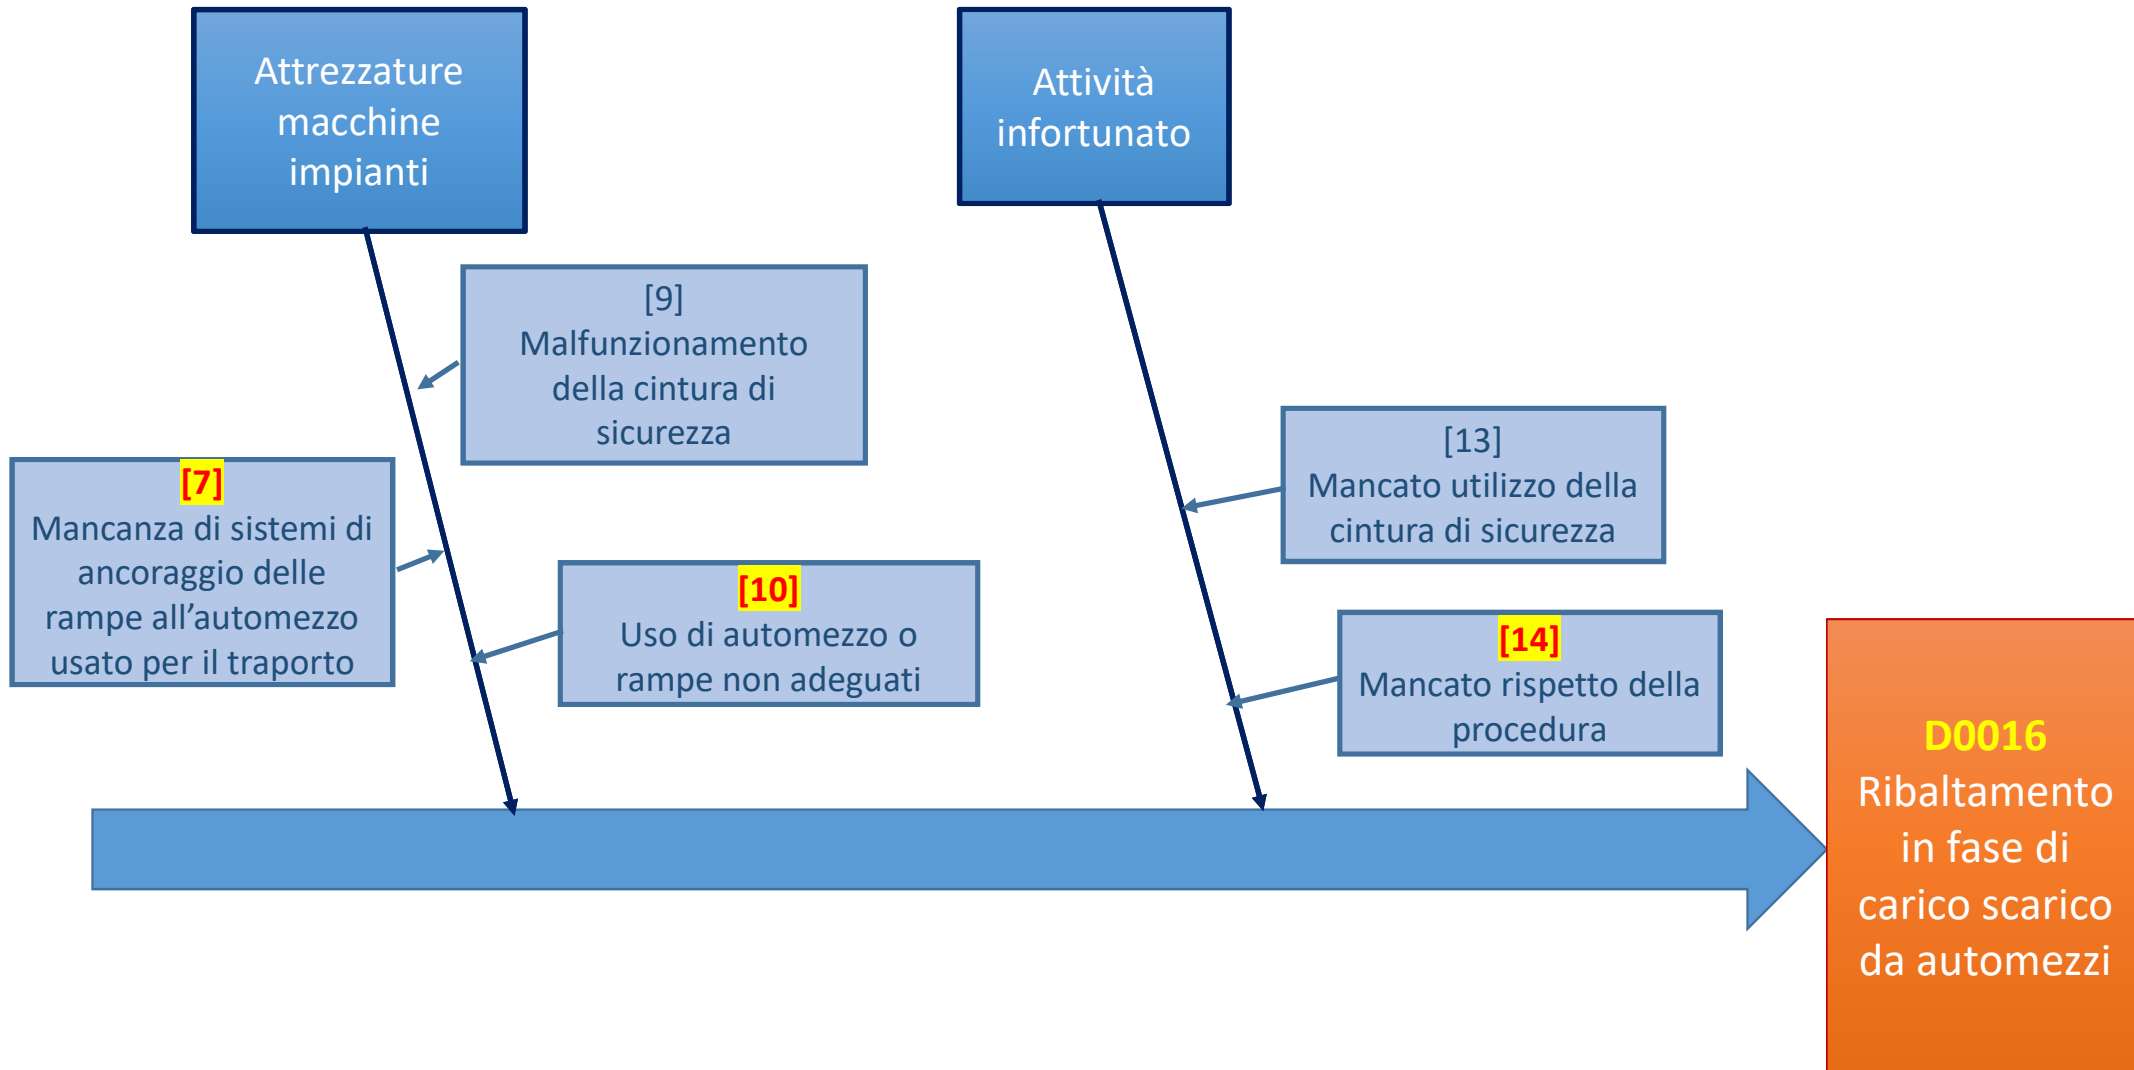 Attrezzature
macchine
impianti
Attività
infortunato
[9]
Malfunzionamento
della cintura di
sicurezza
[7]
Mancanza di sistemi di
ancoraggio delle
rampe all’automezzo
usato per il traporto
[10]
Uso di automezzo o
rampe non adeguati
[13]
Mancato utilizzo della
cintura di sicurezza
[14]
Mancato rispetto della
procedura
D0016
Ribaltamento
in fase di
carico scarico
da automezzi